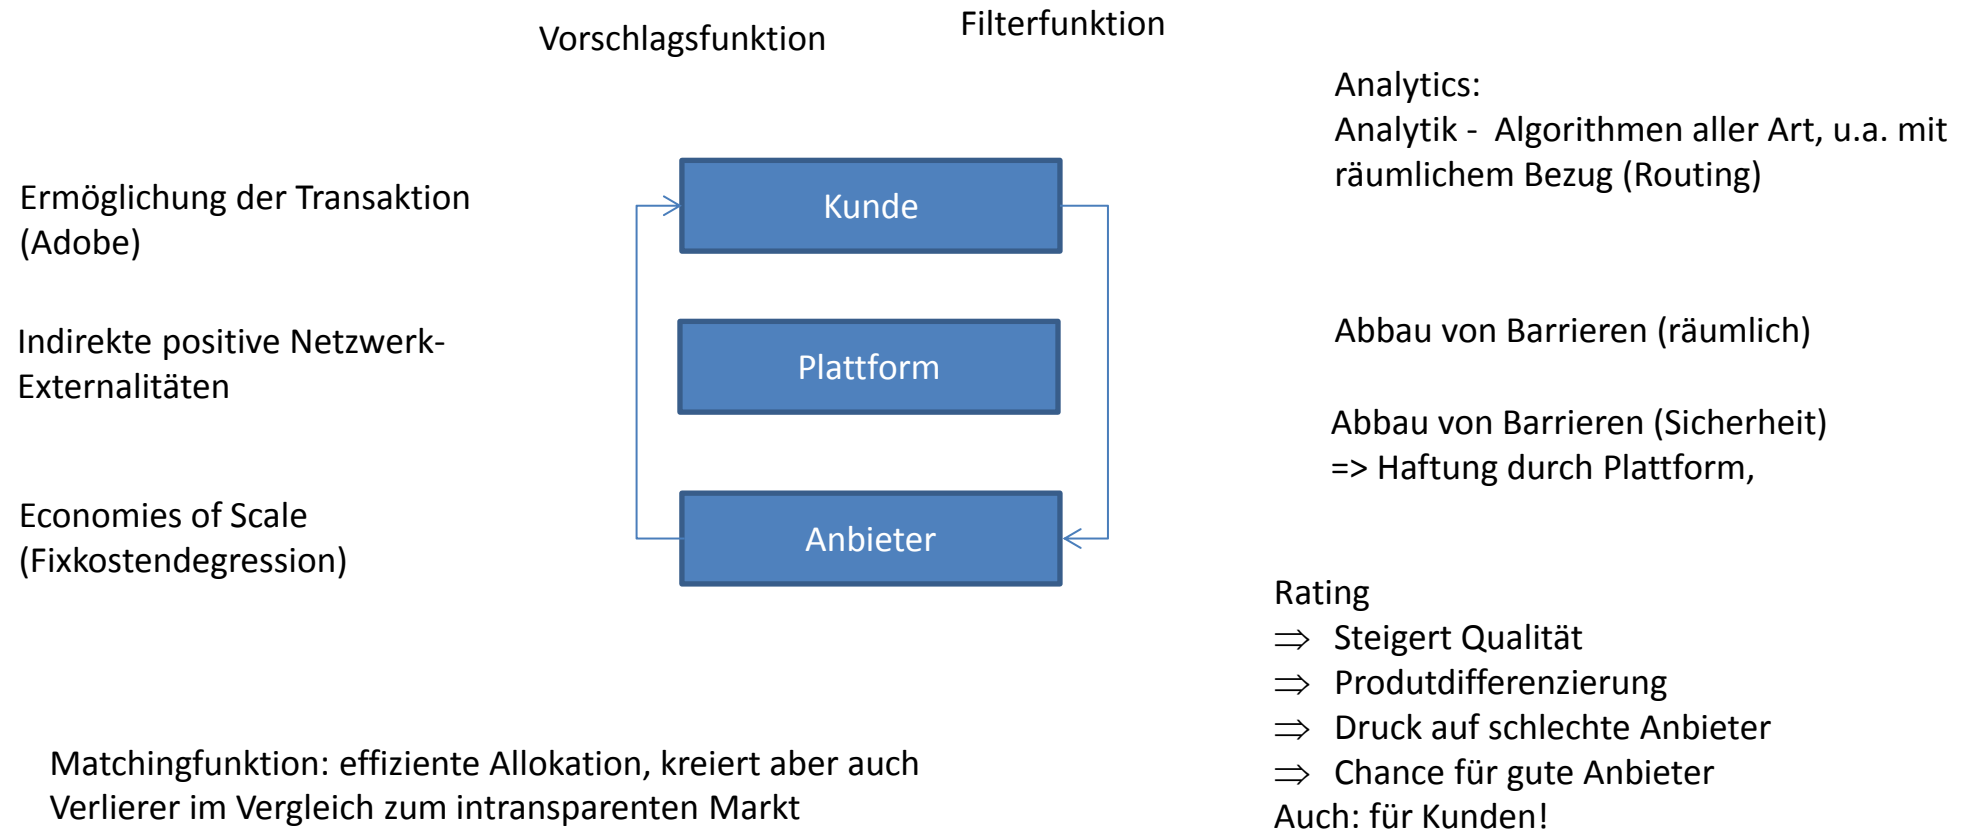 Vorschlagsfunktion
Filterfunktion
Analytics:
Analytik - Algorithmen aller Art, u.a. mit
räumlichem Bezug (Routing)
Ermöglichung der Transaktion
(Adobe)
Kunde
Indirekte positive Netzwerk-
Externalitäten
Plattform
Abbau von Barrieren (räumlich)
Abbau von Barrieren (Sicherheit)
=> Haftung durch Plattform,
Economies of Scale
(Fixkostendegression)
Anbieter
Rating
⇒ Steigert Qualität
⇒ Produtdifferenzierung
⇒ Druck auf schlechte Anbieter
⇒ Chance für gute Anbieter
Auch: für Kunden!
Matchingfunktion: effiziente Allokation, kreiert aber auch
Verlierer im Vergleich zum intransparenten Markt